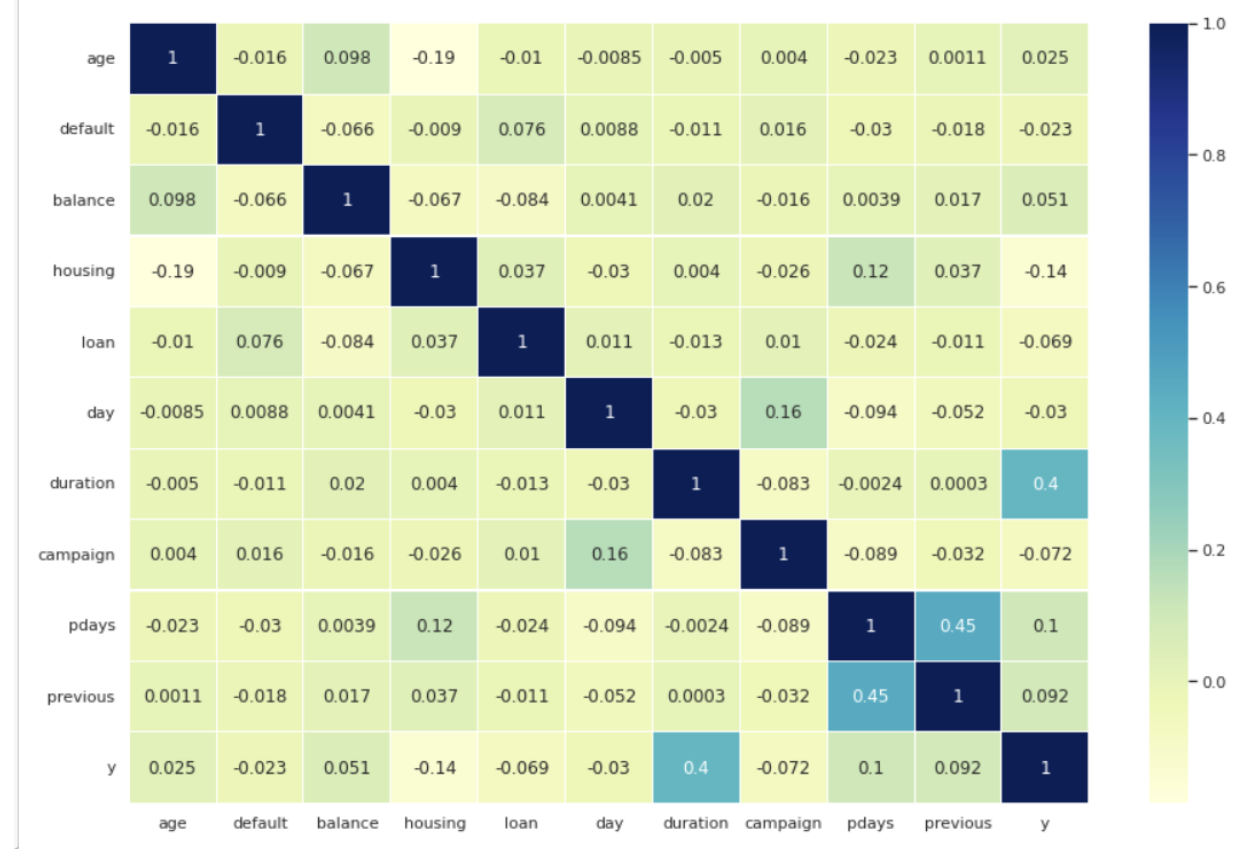 age 1 -0.016 0.098 -0.19 -0.01 -0.0085 -0.005 0.004 -0.023 0.0011 0.025
default -0.016 1 -0.066 -0.009 0.076 0.0088 -0.011 0.016 -0.03 -0.018 -0.023
balance 0.098 -0.066 1 -0.067 -0.084 0.0041 0.02 -0.016 0.0039 0.017 0.051
housing -0.19 -0.009 -0.067 1 0.037 -0.03 0.004 -0.026 0.12 0.037 -0.14
loan -0.01 0.076 -0.084 0.037 1 0.011 -0.013 0.01 -0.024 -0.011 -0.069
day -0.0085 0.0088 0.0041 -0.03 0.011 1 -0.03 0.16 -0.094 -0.052 -0.03
duration -0.005 -0.011 0.02 0.004 -0.013 -0.03 1 -0.083 -0.0024 0.0003 0.4
campaign 0.004 0.016 -0.016 -0.026 0.01 0.16 -0.083 1 -0.089 -0.032 -0.072
pdays -0.023 -0.03 0.0039 0.12 -0.024 -0.094 -0.0024 -0.089 1 0.45 0.1
previous 0.0011 -0.018 0.017 0.037 -0.011 -0.052 0.0003 -0.032 0.45 1 0.092
y 0.025 -0.023 0.051 -0.14 -0.069 -0.03 0.4 -0.072 0.1 0.092 1
age default balance housing loan day duration campaign pdays previous y
1.0
0.8
0.6
0.4
0.2
0.0